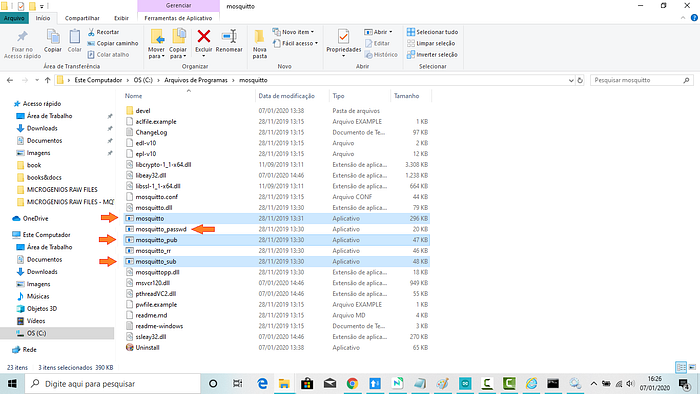 Gerenciar
mosquitto
Arquivo Início Compartilhar Exibir Ferramentas de Aplicativo
Fixar no Acesso rápido
Copiar
Colar
Recortar
Copiar caminho
Colar atalho
Área de Transferência
Mover para
Copiar para
Excluir
Renomear
Organizar
Nova pasta
Novo item
Fácil acesso
Novo
Propriedades
Abrir
Editar
Histórico
Abrir
Selecionar tudo
Limpar seleção
Inverter seleção
Selecionar
Este Computador > OS (C:) > Arquivos de Programas > mosquitto
Pesquisar mosquitto
Acesso rápido
Área de Trabalho
Downloads
Documentos
Imagens
book
books&docs
MICROGENIOS RAW FILES
MICROGENIOS RAW FILES - MQ
OneDrive
Este Computador
Área de Trabalho
Documentos
Downloads
Imagens
Músicas
Objetos 3D
Vídeos
OS (C:)
Rede
Nome Data de modificação Tipo Tamanho
devel 07/01/2020 13:38 Pasta de arquivos
aclfile.example 28/11/2019 13:15 Arquivo EXAMPLE 1 KB
ChangeLog 28/11/2019 13:15 Documento de Te... 97 KB
edl-v10 28/11/2019 13:15 Arquivo 2 KB
epl-v10 28/11/2019 13:15 Arquivo 12 KB
libcrypto-1_1-x64.dll 11/09/2019 13:15 Extensão de aplica... 3.308 KB
libeay32.dll 07/01/2020 14:46 Extensão de aplica... 1.238 KB
libssl-1_1-x64.dll 11/09/2019 13:15 Extensão de aplica... 664 KB
mosquitto.conf 28/11/2019 13:15 Arquivo CONF 44 KB
mosquitto.dll 28/11/2019 13:30 Extensão de aplica... 79 KB
mosquitto 28/11/2019 13:31 Aplicativo 296 KB
mosquitto_passwd 28/11/2019 13:30 Aplicativo 20 KB
mosquitto_pub 28/11/2019 13:30 Aplicativo 47 KB
mosquitto_rr 28/11/2019 13:30 Aplicativo 46 KB
mosquitto_sub 28/11/2019 13:30 Aplicativo 48 KB
mosquittopp.dll 28/11/2019 13:30 Extensão de aplica... 18 KB
msvcr120.dll 07/01/2020 14:46 Extensão de aplica... 949 KB
pthreadVC2.dll 07/01/2020 14:46 Extensão de aplica... 55 KB
pwfile.example 28/11/2019 13:15 Arquivo EXAMPLE 1 KB
readme.md 28/11/2019 13:15 Arquivo MD 4 KB
readme-windows 28/11/2019 13:15 Documento de Te... 3 KB
ssleay32.dll 07/01/2020 14:46 Extensão de aplica... 270 KB
Uninstall 07/01/2020 13:38 Aplicativo 65 KB
23 itens 3 itens selecionados 390 KB
Digite aqui para pesquisar
16:26
07/01/2020